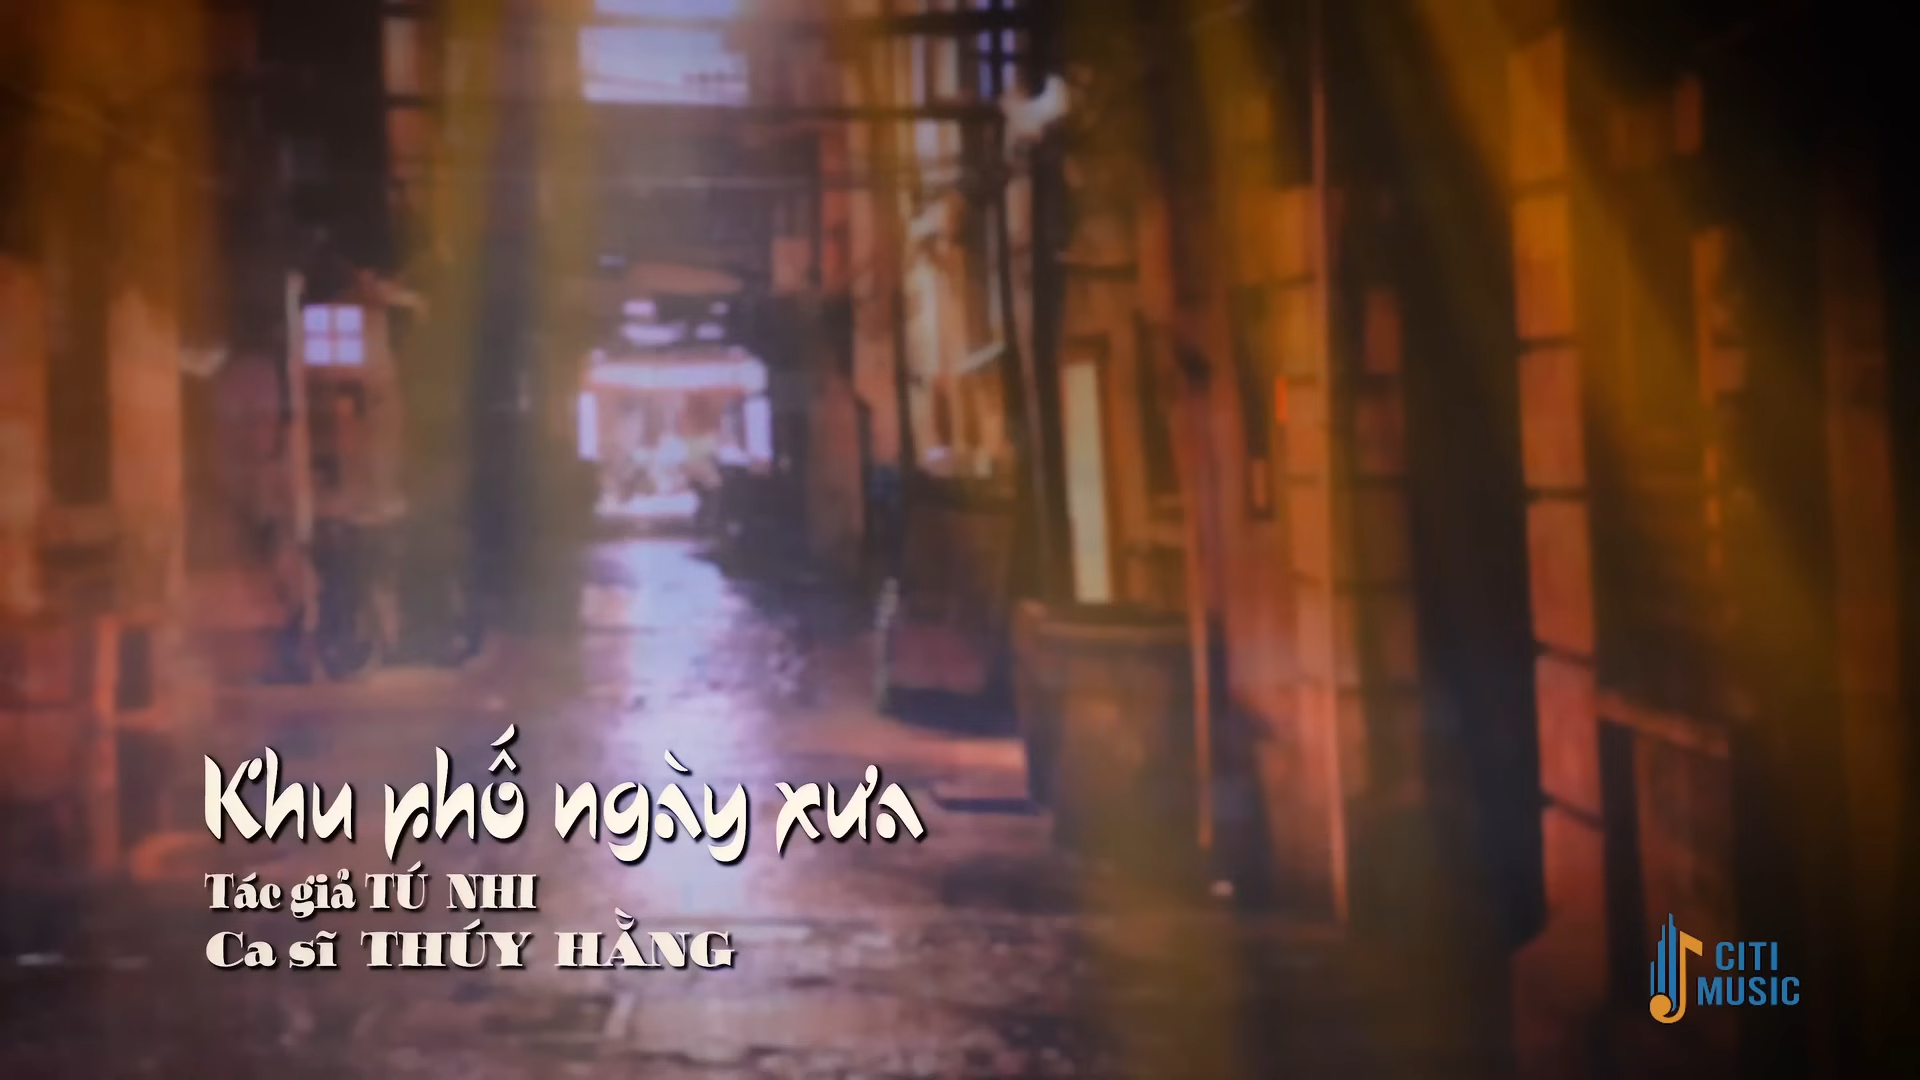 Khu phố ngày xưa
Tác giả TÚ NHI
Ca sĩ THÚY HẰNG
CITI
MUSIC